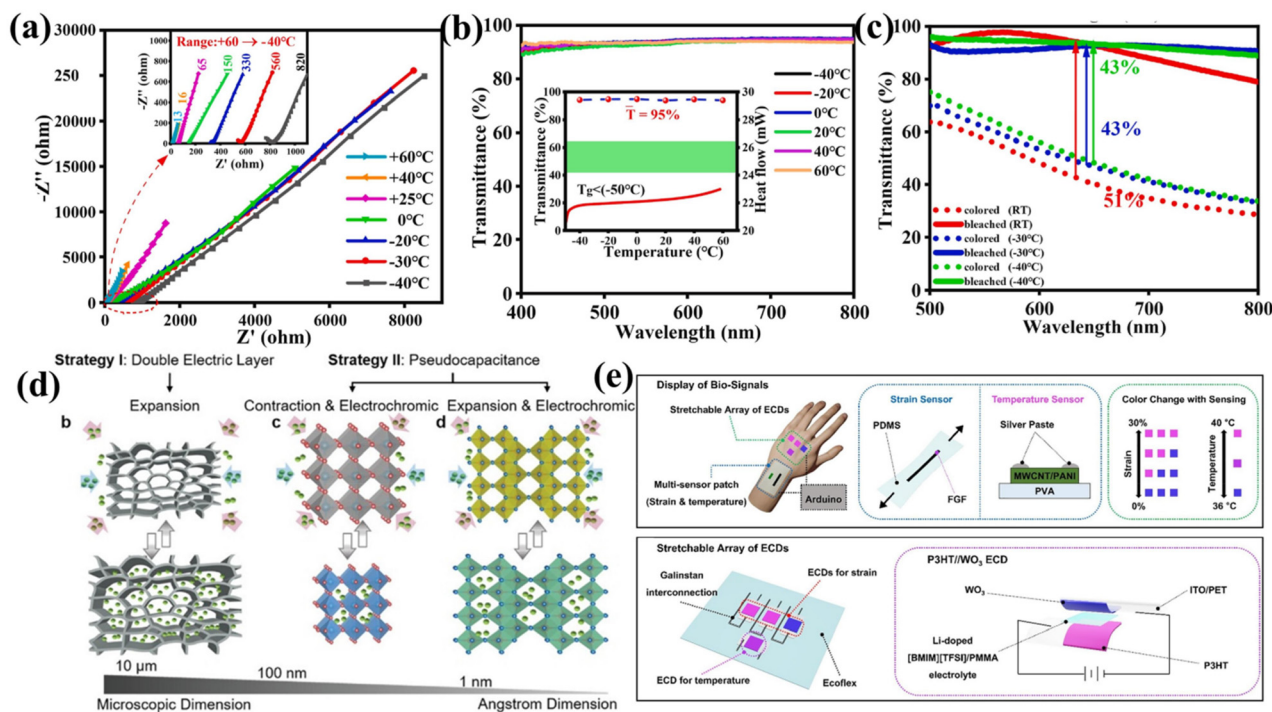 (a)
30000
25000
20000
15000
10000
5000
0
-Z'' (ohm)
0
2000
4000
6000
8000
Z' (ohm)
Range:+60 → -40℃
1000
800
600
400
200
0
-Z'' (ohm)
0
200
400
600
800
1000
Z' (ohm)
13
16
65
150
330
560
820
+60℃
+40℃
+25℃
0℃
-20℃
-30℃
-40℃
(b)
100
80
60
40
20
0
Transmittance (%)
400
500
600
700
800
Wavelength (nm)
-40℃
-20℃
0℃
20℃
40℃
60℃
100
80
60
40
20
0
Transmittance (%)
T̄ = 95%
Tg<(-50℃)
-40
-20
0
20
40
60
Temperature (℃)
30
28
26
24
22
20
Heat flow (mW)
(c)
100
80
60
40
20
0
Transmittance (%)
500
600
700
800
Wavelength (nm)
43%
43%
51%
colored (RT)
bleached (RT)
colored (-30℃)
bleached (-30℃)
colored (-40℃)
bleached (-40℃)
(d)
Strategy I: Double Electric Layer
Strategy II: Pseudocapacitance
Expansion
Contraction & Electrochromic
Expansion & Electrochromic
b
c
d
10 μm
100 nm
1 nm
Microscopic Dimension
Angstrom Dimension
(e)
Display of Bio-Signals
Stretchable Array of ECDs
Multi-sensor patch
(Strain & temperature)
Arduino
Strain Sensor
PDMS
FGF
Temperature Sensor
Silver Paste
MWCNT/PANI
PVA
Color Change with Sensing
30%
Strain
0%
40 °C
Temperature
36 °C
Stretchable Array of ECDs
Galinstan
interconnection
ECDs for strain
ECD for temperature
Ecoflex
P3HT//WO₃ ECD
WO₃
ITO/PET
Li-doped
[BMIM][TFSI]/PMMA
electrolyte
P3HT